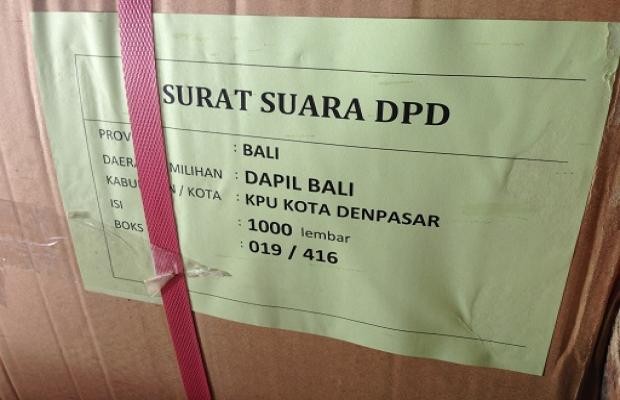 SURAT SUARA DPD
PROV : BALI
DAERA MILIHAN : DAPIL BALI
KABU N / KOTA : KPU KOTA DENPASAR
ISI : 1000 lembar
BOKS : 019 / 416